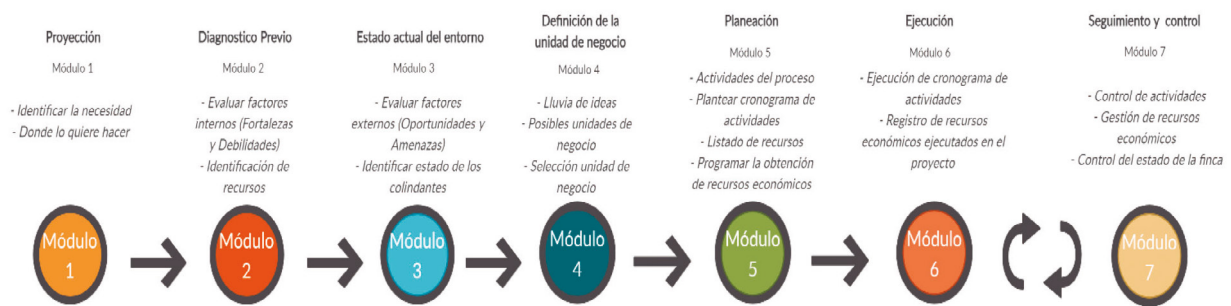 Proyección
Módulo 1
- Identificar la necesidad
- Donde lo quiere hacer
Diagnostico Previo
Módulo 2
- Evaluar factores
internos (Fortalezas
y Debilidades)
- Identificación de
recursos
Estado actual del entorno
Módulo 3
- Evaluar factores
externos (Oportunidades y
Amenazas)
- Identificar estado de los
colindantes
Definición de la
unidad de negocio
Módulo 4
- Lluvia de ideas
- Posibles unidades de
negocio
- Selección unidad de
negocio
Planeación
Módulo 5
- Actividades del proceso
- Plantear cronograma de
actividades
- Listado de recursos
- Programar la obtención
de recursos económicos
Ejecución
Módulo 6
- Ejecución de cronograma de
actividades
- Registro de recursos
económicos ejecutados en el
proyecto
Seguimiento y control
Módulo 7
- Control de actividades
- Gestión de recursos
económicos
- Control del estado de la finca
Módulo
1
Módulo
2
Módulo
3
Módulo
4
Módulo
5
Módulo
6
Módulo
7